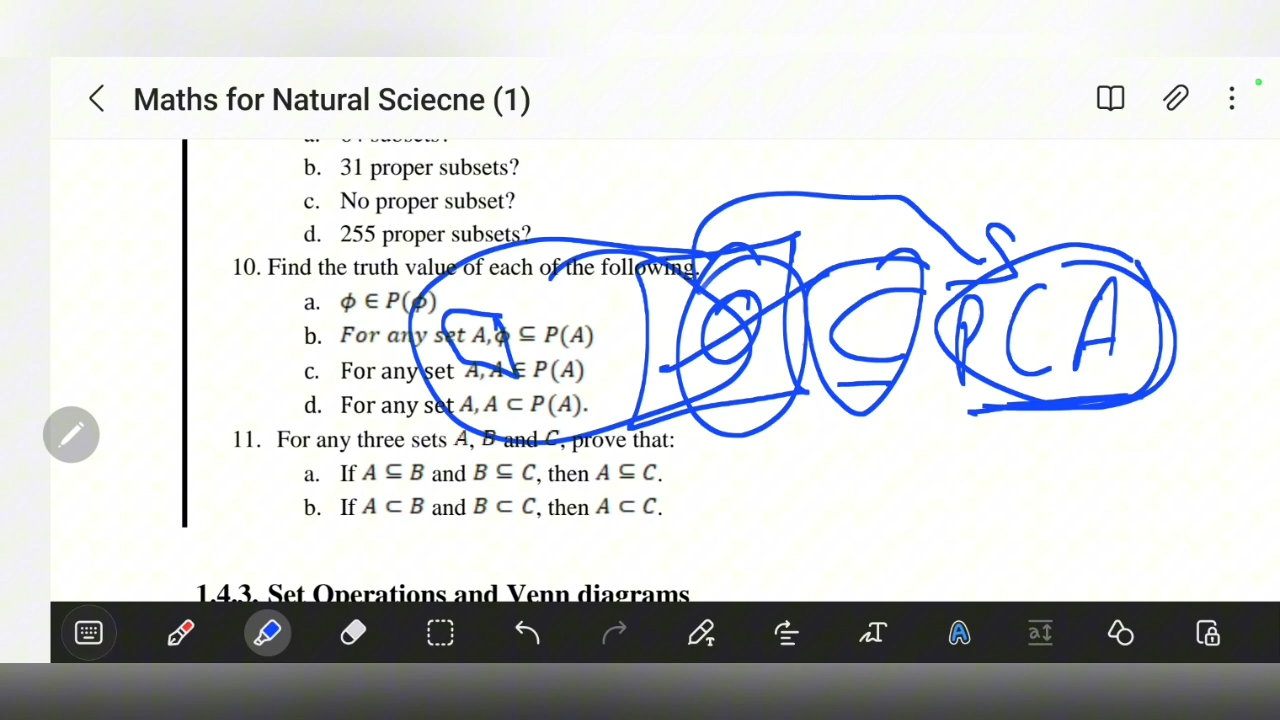 Maths for Natural Sciecne (1)
b. 31 proper subsets?
c. No proper subset?
d. 255 proper subsets?
10. Find the truth value of each of the following.
a. ϕ ∈ P(ϕ)
b. For any set A, ϕ ⊆ P(A)
c. For any set A, A ∈ P(A)
d. For any set A, A ⊂ P(A).
∅ ⊆ P(A)
11. For any three sets A, B and C, prove that:
a. If A ⊆ B and B ⊆ C, then A ⊆ C.
b. If A ⊂ B and B ⊂ C, then A ⊂ C.
1.4.3. Set Operations and Venn diagrams